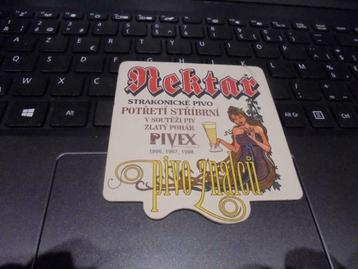 Nektar
STRAKONICKÉ PIVO
POTŘETÍ STŘÍBRNÍ
V SOUTĚŽI PIV
ZLATÝ POHÁR
PIVEX
1996, 1997, 1998
pivo znalců